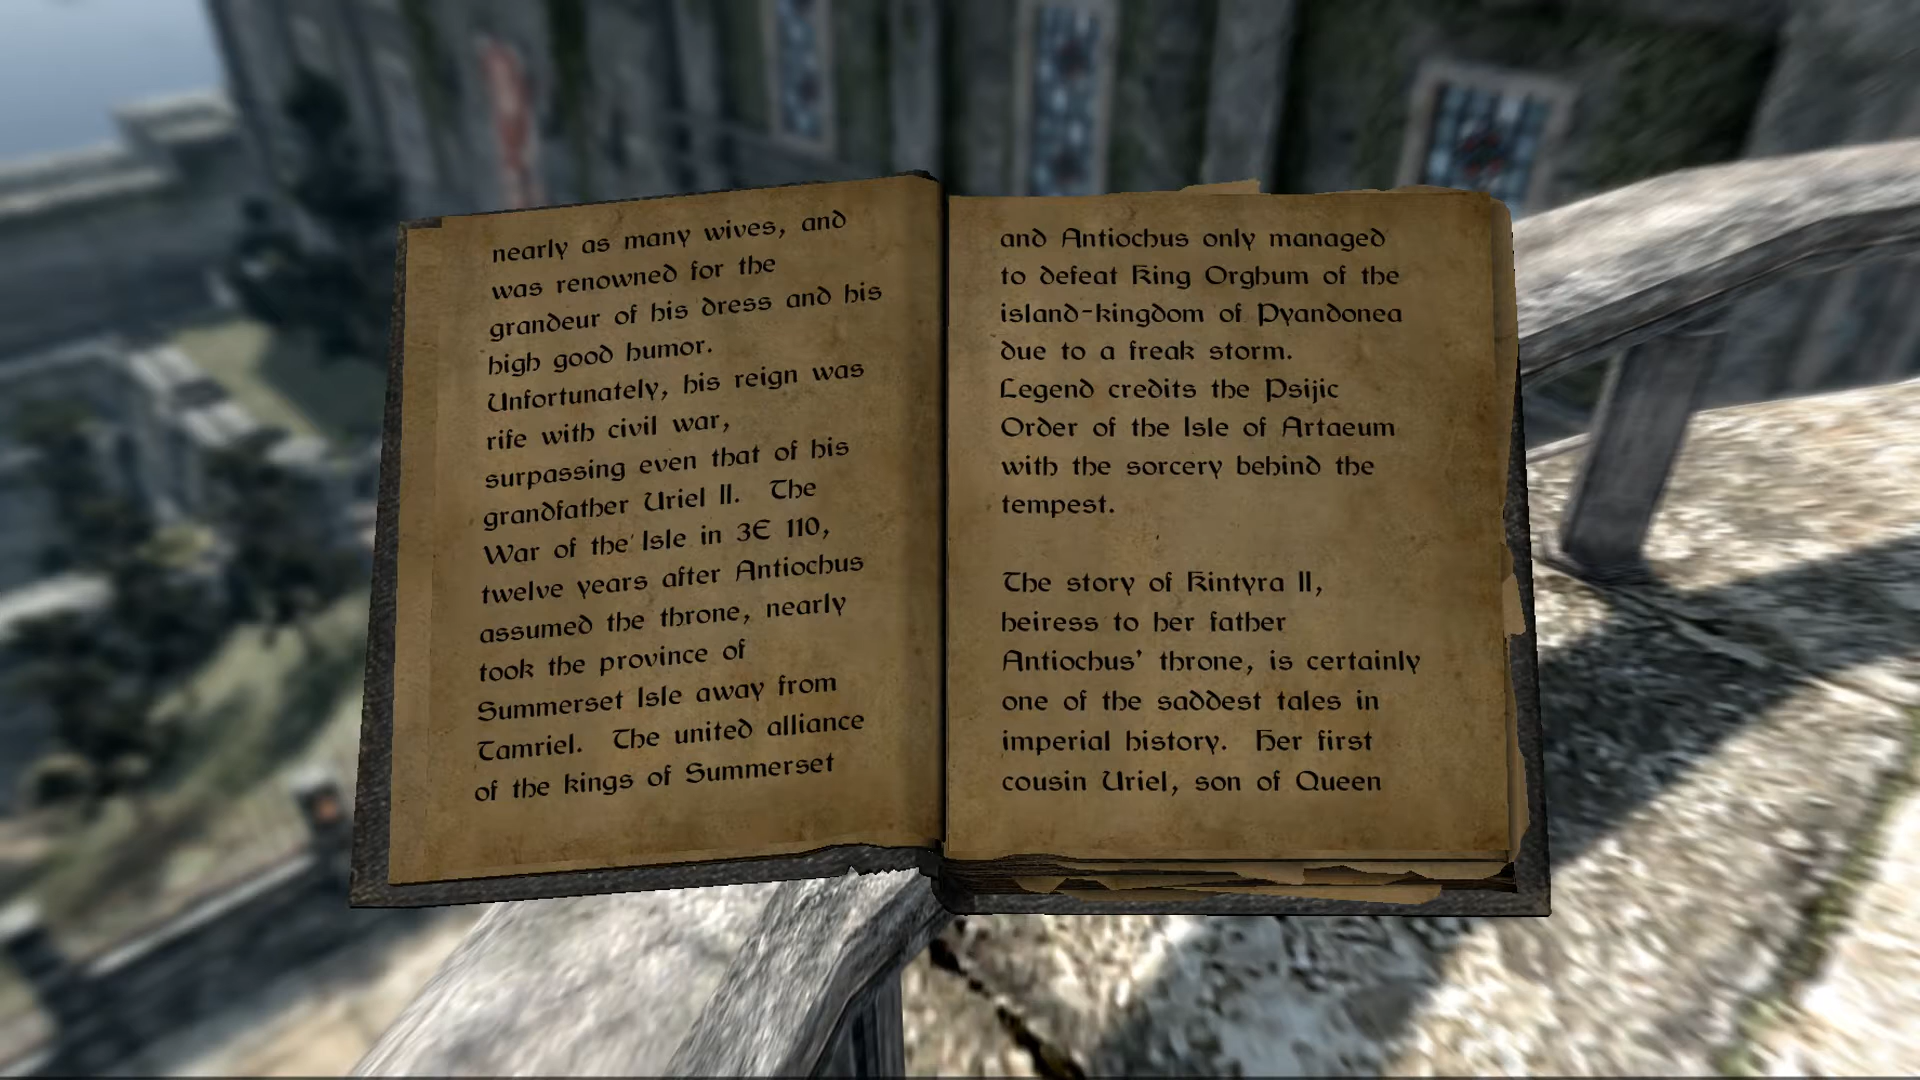 nearly as many wives, and
was renowned for the
grandeur of his dress and his
high good humor.
Unfortunately, his reign was
rife with civil war,
surpassing even that of his
grandfather Uriel II.  The
War of the Isle in 3E 110,
twelve years after Antiochus
assumed the throne, nearly
took the province of
Summerset Isle away from
Tamriel.  The united alliance
of the kings of Summerset
and Antiochus only managed
to defeat King Orghum of the
island-kingdom of Pyandonea
due to a freak storm.
Legend credits the Psijic
Order of the Isle of Artaeum
with the sorcery behind the
tempest.
The story of Kintyra II,
heiress to her father
Antiochus' throne, is certainly
one of the saddest tales in
imperial history.  Her first
cousin Uriel, son of Queen